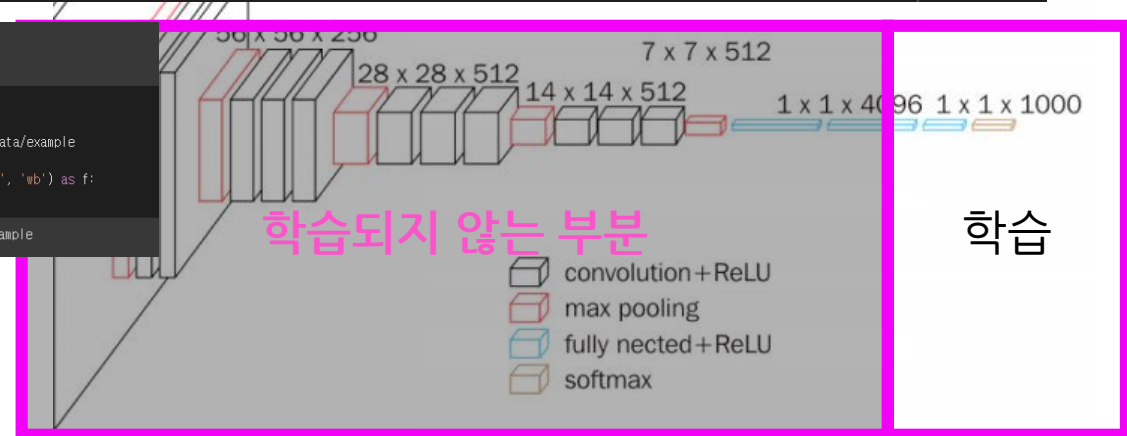 56 x 56 x 256
7 x 7 x 512
28 x 28 x 512
14 x 14 x 512
1 x 1 x 4096 1 x 1 x 1000
ata/example
', 'wb') as f:
ample
학습되지 않는 부분
학습
convolution+ReLU
max pooling
fully nected+ReLU
softmax